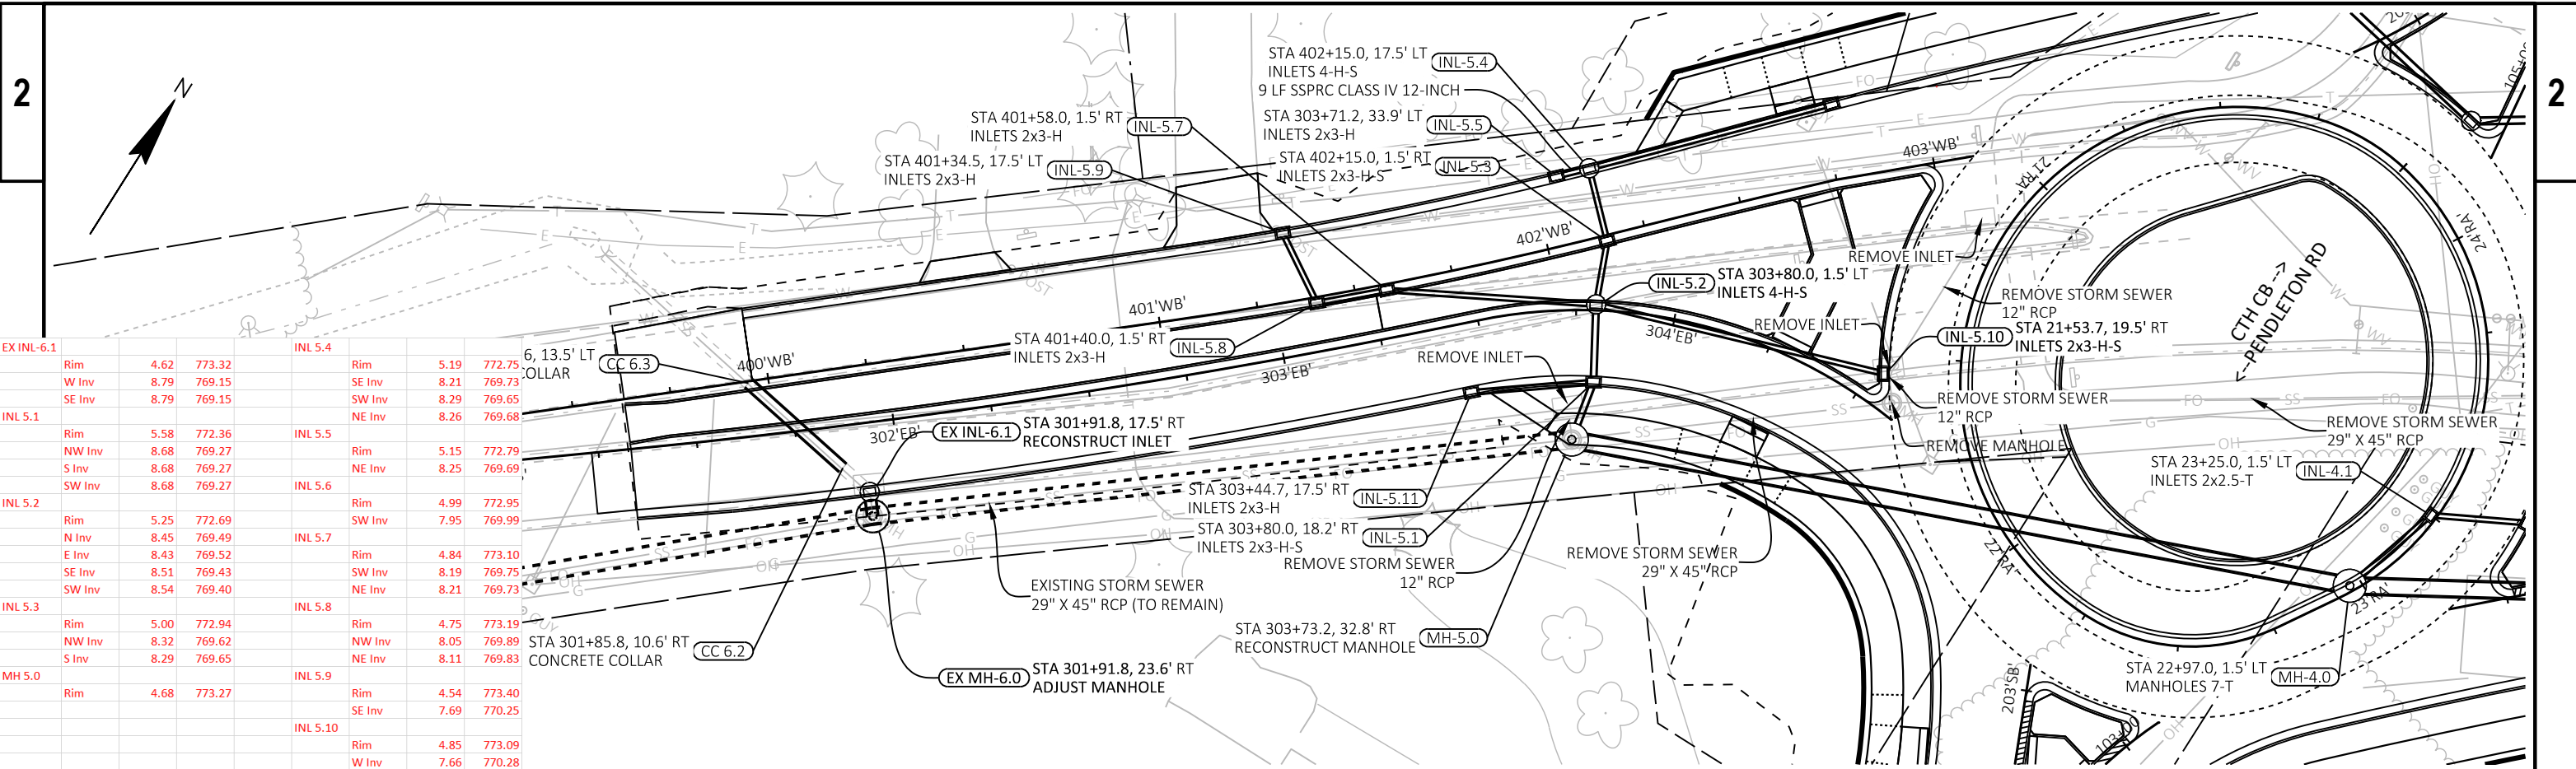 2
2
N
STA 402+15.0, 17.5' LT
INLETS 4-H-S
9 LF SSPRC CLASS IV 12-INCH
INL-5.4
STA 401+58.0, 1.5' RT
INLETS 2x3-H
INL-5.7
STA 303+71.2, 33.9' LT
INLETS 2x3-H
INL-5.5
STA 401+34.5, 17.5' LT
INLETS 2x3-H
INL-5.9
STA 402+15.0, 1.5' RT
INLETS 2x3-H-S
INL-5.3
403'WB'
402'WB'
401'WB'
400'WB'
21'RA'
24'RA'
105+00
REMOVE INLET
INL-5.2
STA 303+80.0, 1.5' LT
INLETS 4-H-S
REMOVE STORM SEWER
12" RCP
CTH CB -->
<-- PENDLETON RD
REMOVE INLET
304'EB'
INL-5.10
STA 21+53.7, 19.5' RT
INLETS 2x3-H-S
STA 401+40.0, 1.5' RT
INLETS 2x3-H
INL-5.8
6, 13.5' LT
OLLAR
CC 6.3
REMOVE INLET
303'EB'
302'EB'
REMOVE STORM SEWER
12" RCP
REMOVE MANHOLE
REMOVE STORM SEWER
29" X 45" RCP
EX INL-6.1
STA 301+91.8, 17.5' RT
RECONSTRUCT INLET
STA 23+25.0, 1.5' LT
INLETS 2x2.5-T
INL-4.1
STA 303+44.7, 17.5' RT
INLETS 2x3-H
INL-5.11
STA 303+80.0, 18.2' RT
INLETS 2x3-H-S
INL-5.1
REMOVE STORM SEWER
12" RCP
REMOVE STORM SEWER
29" X 45" RCP
22'RA'
23'RA'
EXISTING STORM SEWER
29" X 45" RCP (TO REMAIN)
STA 301+85.8, 10.6' RT
CONCRETE COLLAR
CC 6.2
STA 303+73.2, 32.8' RT
RECONSTRUCT MANHOLE
MH-5.0
EX MH-6.0
STA 301+91.8, 23.6' RT
ADJUST MANHOLE
STA 22+97.0, 1.5' LT
MANHOLES 7-T
MH-4.0
203'SB'
103+00
EX INL-6.1 INL 5.4
Rim 4.62 773.32 Rim 5.19 772.75
W Inv 8.79 769.15 SE Inv 8.21 769.73
SE Inv 8.79 769.15 SW Inv 8.29 769.65
INL 5.1 NE Inv 8.26 769.68
Rim 5.58 772.36 INL 5.5
NW Inv 8.68 769.27 Rim 5.15 772.79
S Inv 8.68 769.27 NE Inv 8.25 769.69
SW Inv 8.68 769.27 INL 5.6
INL 5.2 Rim 4.99 772.95
Rim 5.25 772.69 SW Inv 7.95 769.99
N Inv 8.45 769.49 INL 5.7
E Inv 8.43 769.52 Rim 4.84 773.10
SE Inv 8.51 769.43 SW Inv 8.19 769.75
SW Inv 8.54 769.40 NE Inv 8.21 769.73
INL 5.3 INL 5.8
Rim 5.00 772.94 Rim 4.75 773.19
NW Inv 8.32 769.62 NW Inv 8.05 769.89
S Inv 8.29 769.65 NE Inv 8.11 769.83
MH 5.0 INL 5.9
Rim 4.68 773.27 Rim 4.54 773.40
SE Inv 7.69 770.25
INL 5.10
Rim 4.85 773.09
W Inv 7.66 770.28